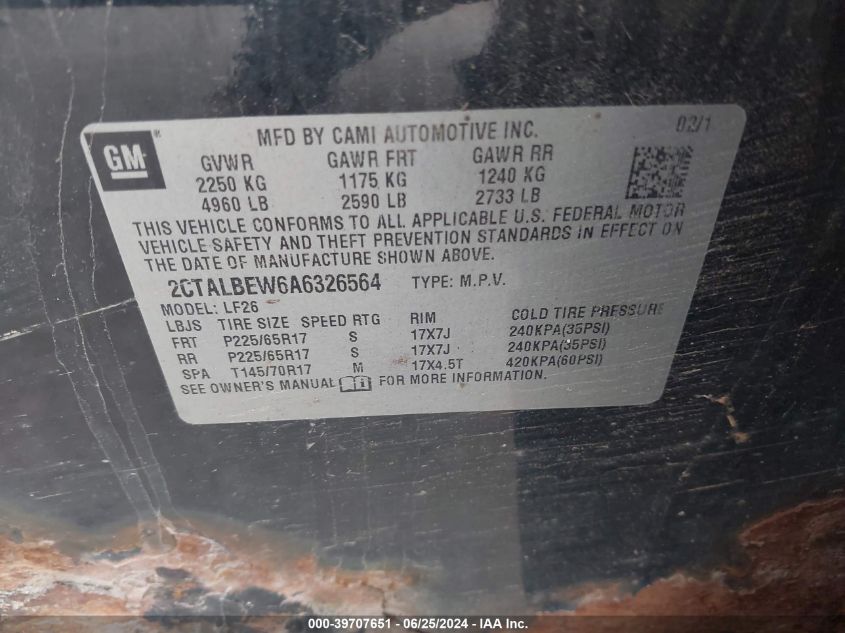 GM
MFD BY CAMI AUTOMOTIVE INC. 03/1
GVWR GAWR FRT GAWR RR
2250 KG 1175 KG 1240 KG
4960 LB 2590 LB 2733 LB
THIS VEHICLE CONFORMS TO ALL APPLICABLE U.S. FEDERAL MOTOR
VEHICLE SAFETY AND THEFT PREVENTION STANDARDS IN EFFECT ON
THE DATE OF MANUFACTURE SHOWN ABOVE.
2CTALBEW6A6326564 TYPE: M.P.V.
MODEL: LF26
LBJS TIRE SIZE SPEED RTG RIM COLD TIRE PRESSURE
FRT P225/65R17 S 17X7J 240KPA(35PSI)
RR P225/65R17 S 17X7J 240KPA(35PSI)
SPA T145/70R17 M 17X4.5T 420KPA(60PSI)
SEE OWNER'S MANUAL FOR MORE INFORMATION.
000-39707651 - 06/25/2024 - IAA Inc.